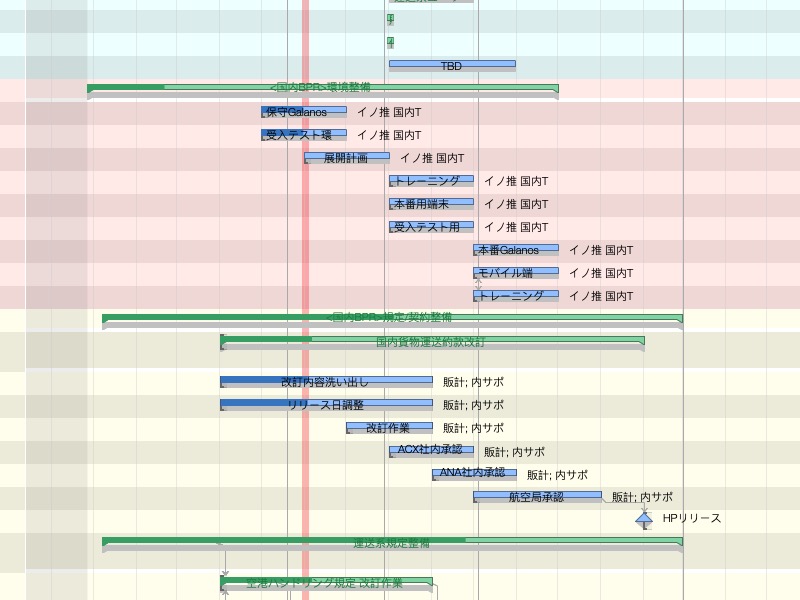 TBD
<国内BPR>環境整備
保守Galanos イノ推 国内T
受入テスト環 イノ推 国内T
展開計画 イノ推 国内T
トレーニング イノ推 国内T
本番用端末 イノ推 国内T
受入テスト用 イノ推 国内T
本番Galanos イノ推 国内T
モバイル端 イノ推 国内T
トレーニング イノ推 国内T
<国内BPR>規定/契約整備
国内貨物運送約款改訂
改訂内容洗い出し 販計; 内サポ
リリース日調整 販計; 内サポ
改訂作業 販計; 内サポ
ACX社内承認 販計; 内サポ
ANA社内承認 販計; 内サポ
航空局承認 販計; 内サポ
HPリリース
運送系規定整備
空港ハンドリング規定 改訂作業